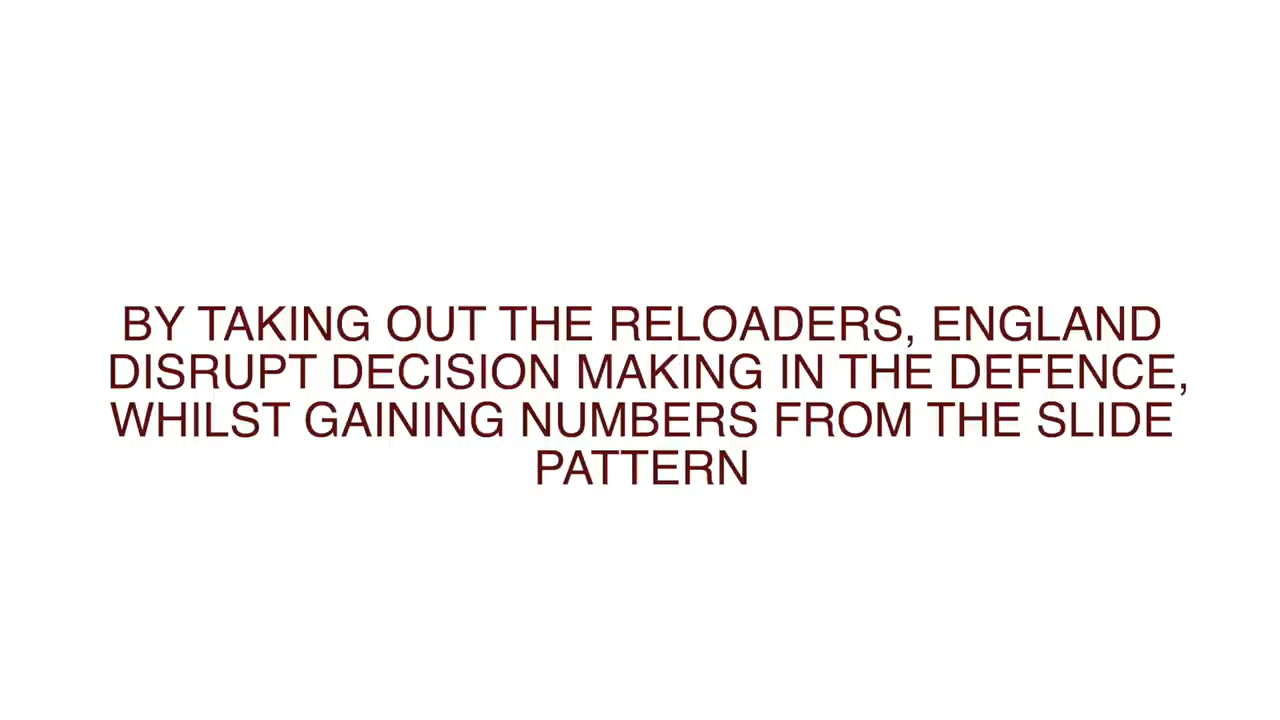 BY TAKING OUT THE RELOADERS, ENGLAND
DISRUPT DECISION MAKING IN THE DEFENCE,
WHILST GAINING NUMBERS FROM THE SLIDE
PATTERN